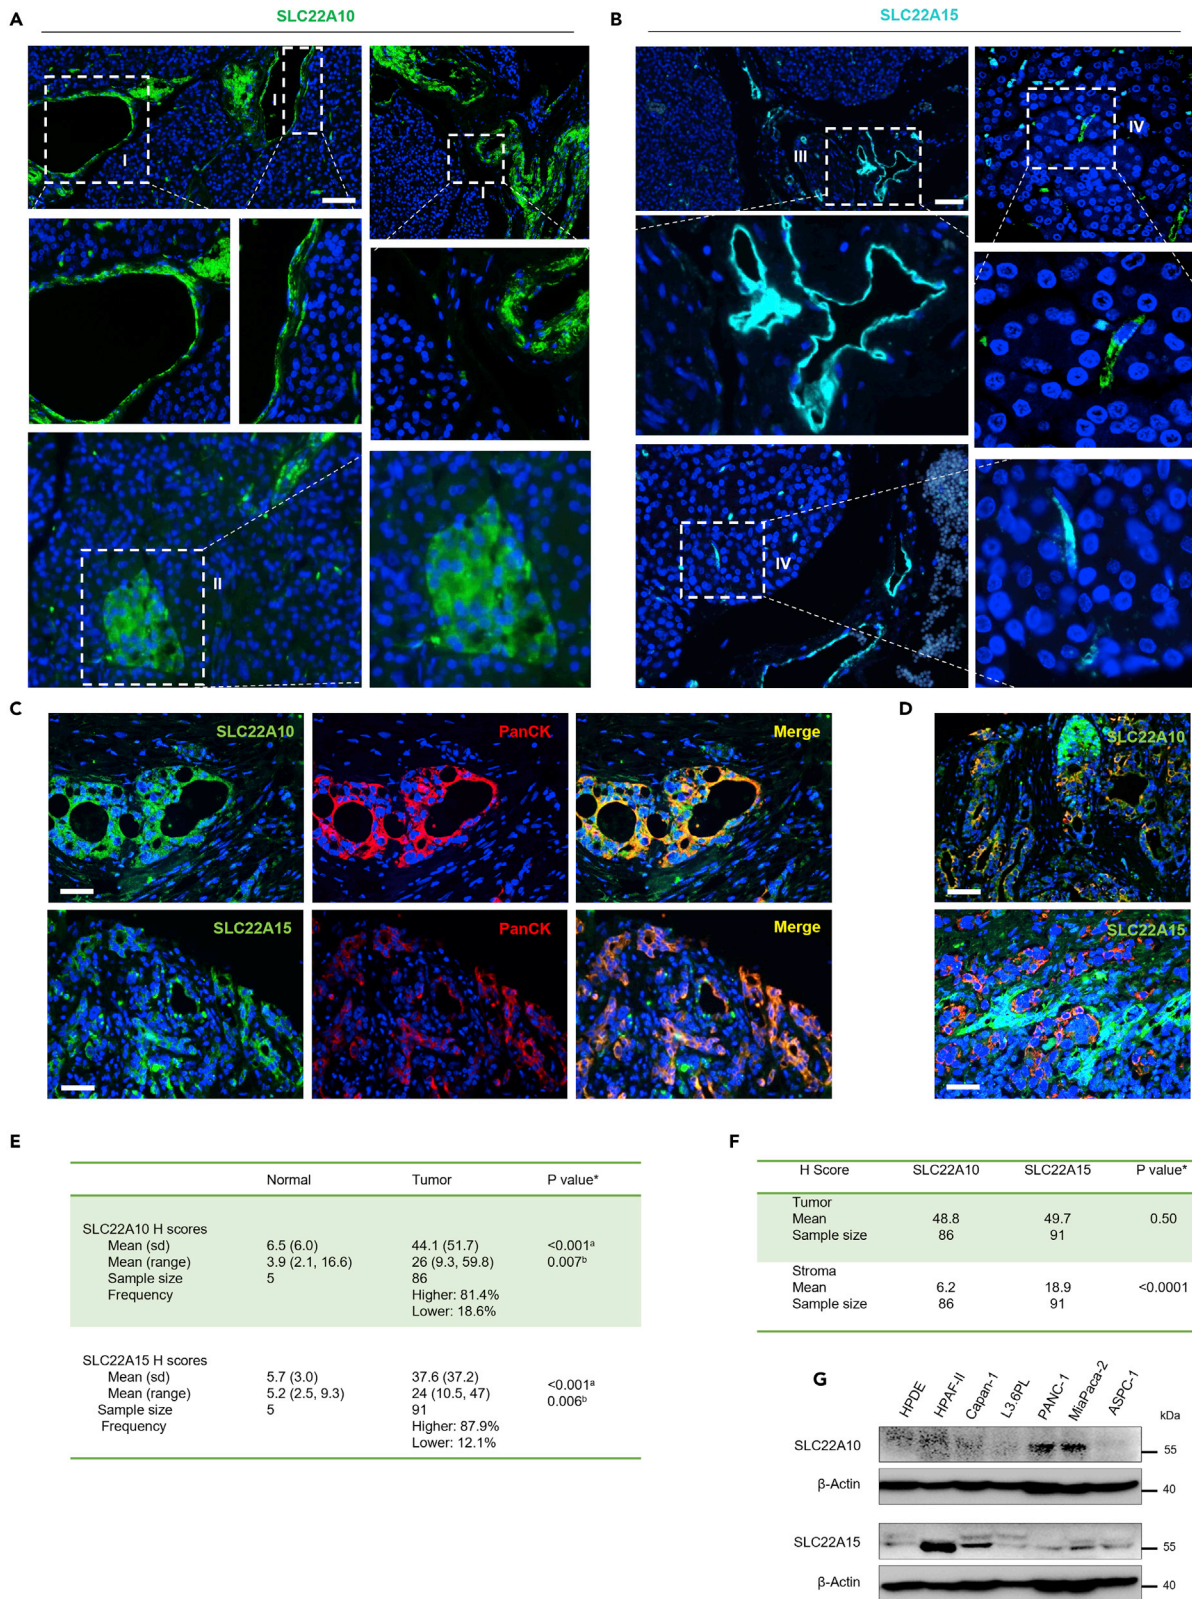 A
SLC22A10
B
SLC22A15
I
I
I
II
III
IV
IV
C
SLC22A10
PanCK
Merge
SLC22A15
PanCK
Merge
D
SLC22A10
SLC22A15
E
Normal Tumor P value*
SLC22A10 H scores
Mean (sd) 6.5 (6.0) 44.1 (51.7) <0.001ᵃ
Mean (range) 3.9 (2.1, 16.6) 26 (9.3, 59.8) 0.007ᵇ
Sample size 5 86
Frequency Higher: 81.4%
Lower: 18.6%
SLC22A15 H scores
Mean (sd) 5.7 (3.0) 37.6 (37.2) <0.001ᵃ
Mean (range) 5.2 (2.5, 9.3) 24 (10.5, 47) 0.006ᵇ
Sample size 5 91
Frequency Higher: 87.9%
Lower: 12.1%
F
H Score SLC22A10 SLC22A15 P value*
Tumor
Mean 48.8 49.7 0.50
Sample size 86 91
Stroma
Mean 6.2 18.9 <0.0001
Sample size 86 91
G
HPDE HPAF-II Capan-1 L3.6PL PANC-1 MiaPaca-2 ASPC-1
kDa
SLC22A10 55
β-Actin 40
SLC22A15 55
β-Actin 40